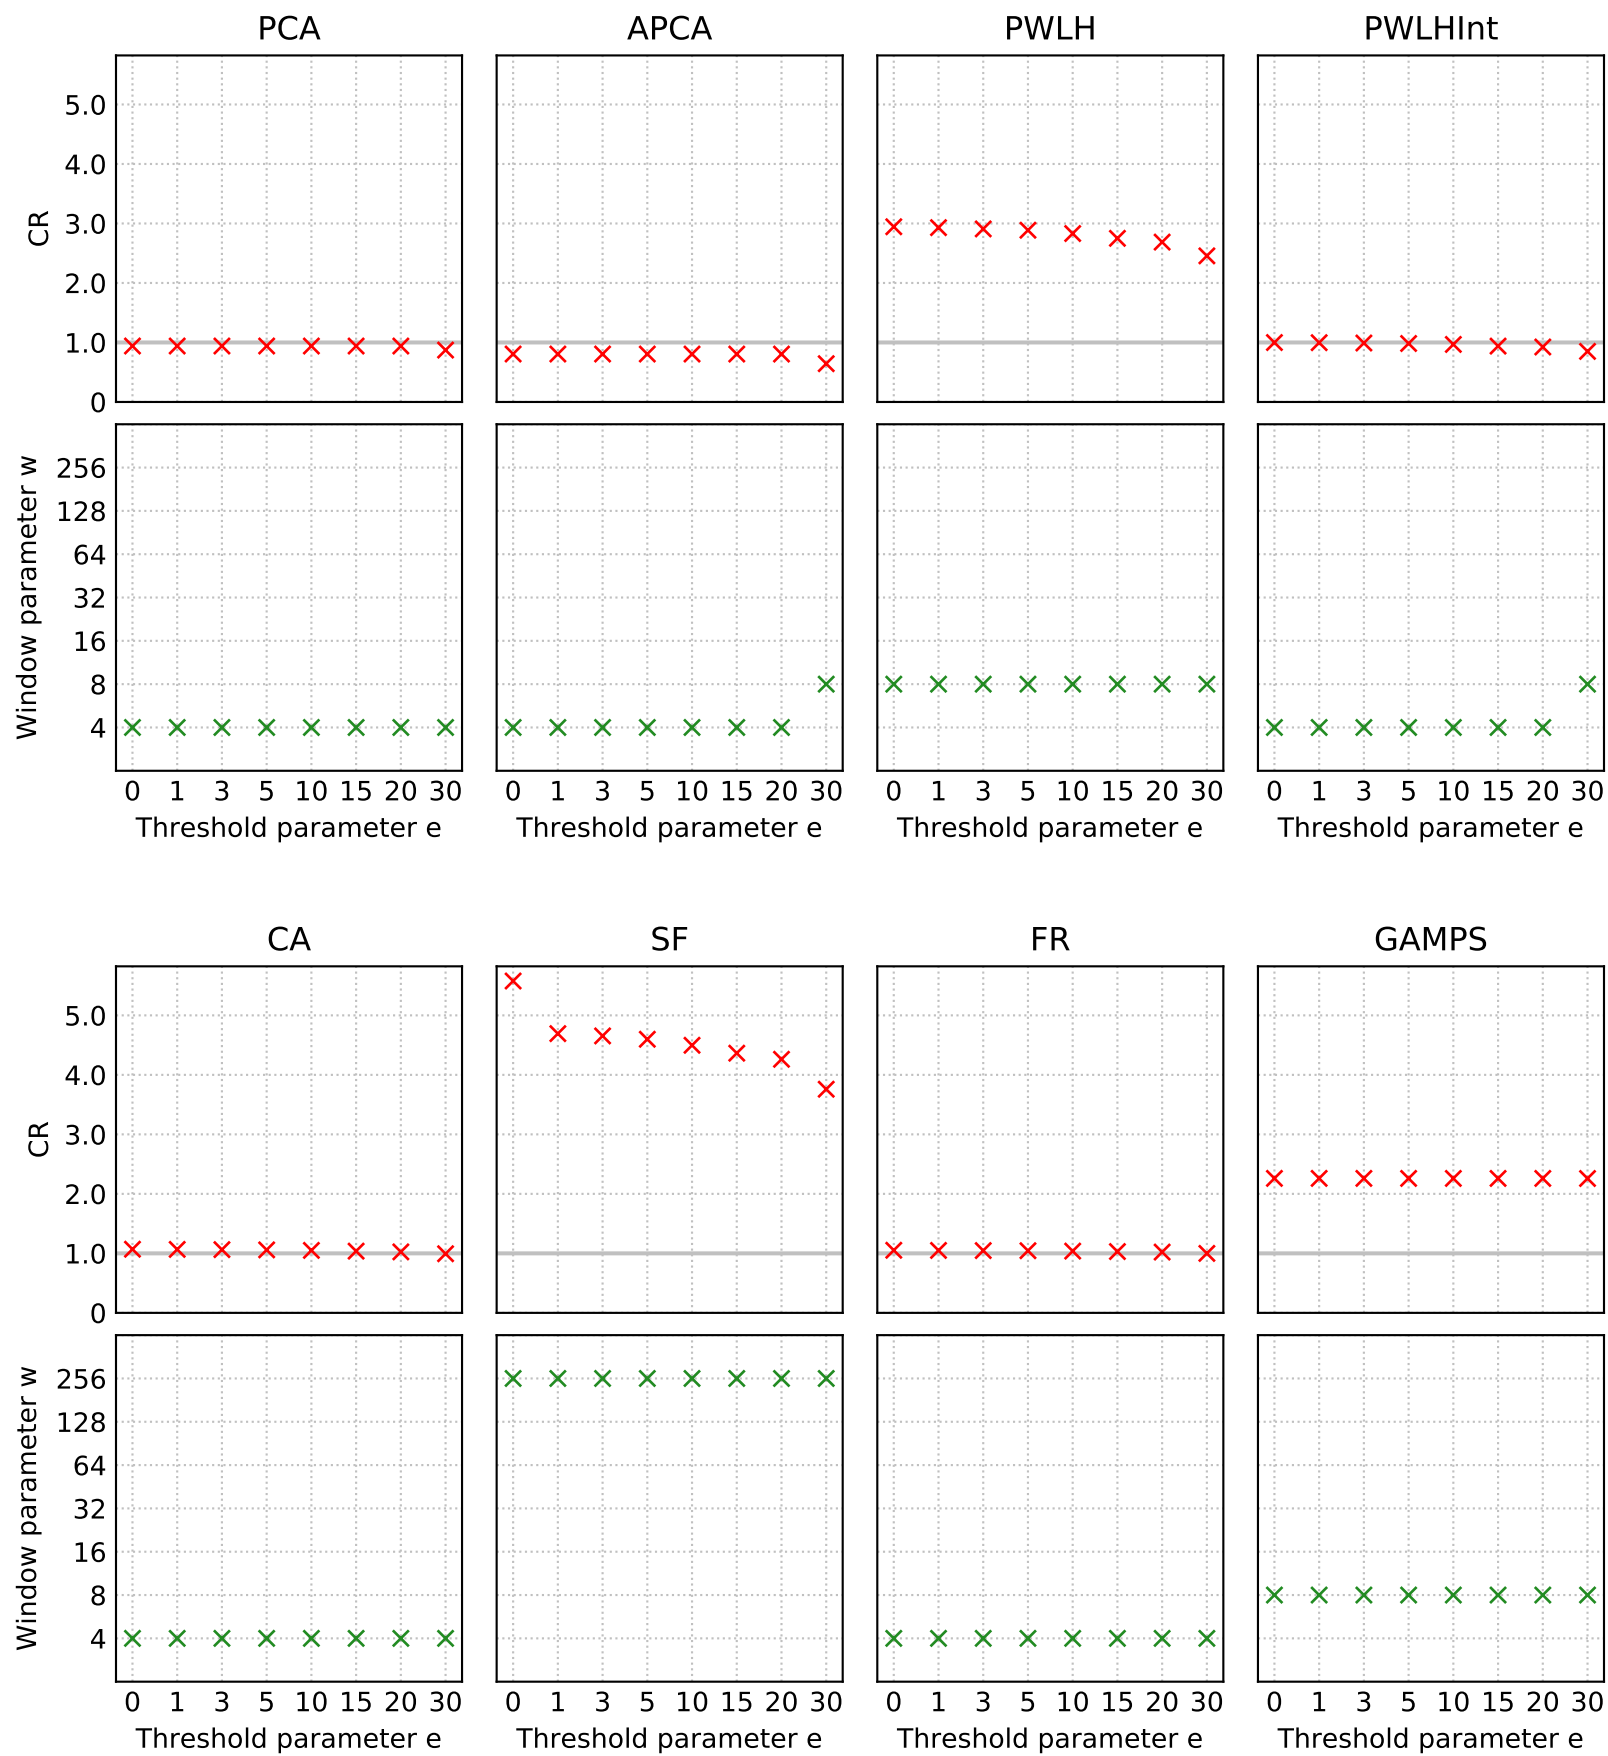 PCA APCA PWLH PWLHInt
CR
5.0
4.0
3.0
2.0
1.0
0
Window parameter w
256
128
64
32
16
8
4
0 1 3 5 10 15 20 30 0 1 3 5 10 15 20 30 0 1 3 5 10 15 20 30 0 1 3 5 10 15 20 30
Threshold parameter e Threshold parameter e Threshold parameter e Threshold parameter e
CA SF FR GAMPS
CR
5.0
4.0
3.0
2.0
1.0
0
Window parameter w
256
128
64
32
16
8
4
0 1 3 5 10 15 20 30 0 1 3 5 10 15 20 30 0 1 3 5 10 15 20 30 0 1 3 5 10 15 20 30
Threshold parameter e Threshold parameter e Threshold parameter e Threshold parameter e